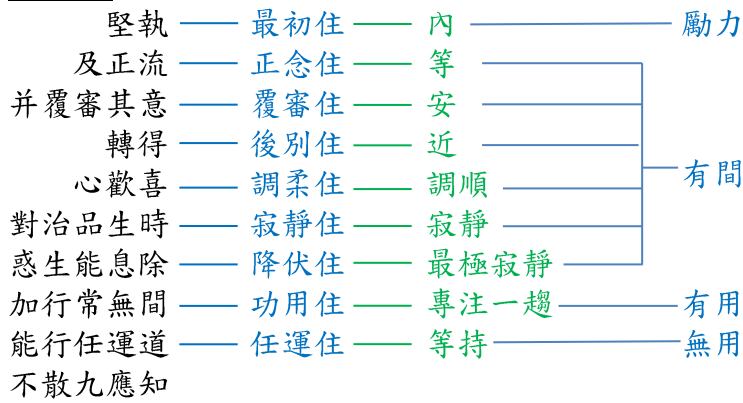 堅執 最初住 內 勵力
及正流 正念住 等
并覆審其意 覆審住 安
轉得 後別住 近
有間
心歡喜 調柔住 調順
對治品生時 寂靜住 寂靜
惑生能息除 降伏住 最極寂靜
加行常無間 功用住 專注一趨 有用
能行任運道 任運住 等持 無用
不散九應知